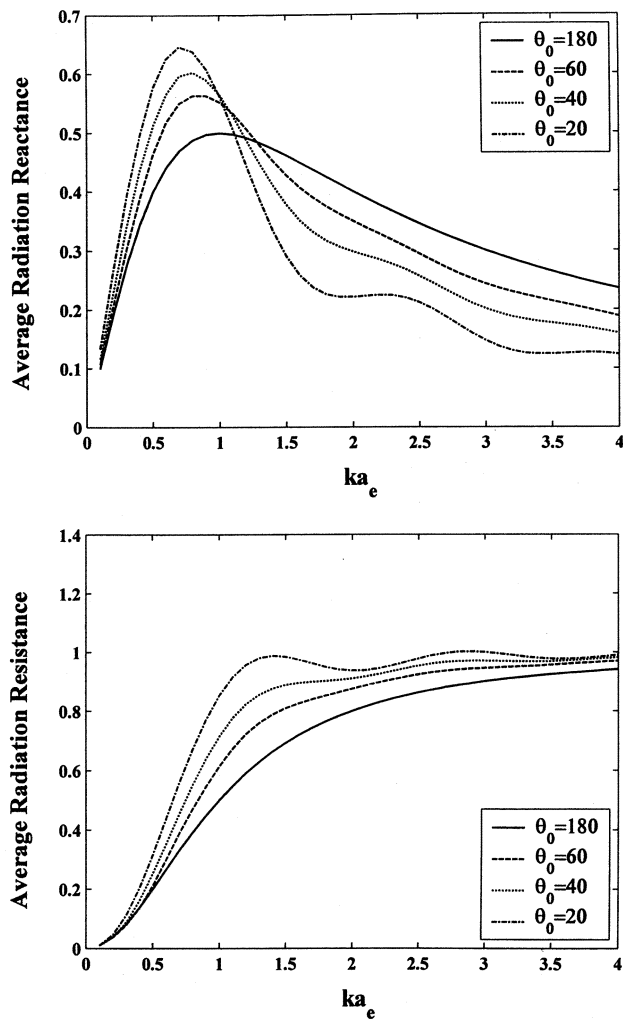 0.7
0.6
0.5
0.4
0.3
0.2
0.1
0
Average Radiation Reactance
θ₀=180
θ₀=60
θ₀=40
θ₀=20
0 0.5 1 1.5 2 2.5 3 3.5 4
kaₑ
1.4
1.2
1
0.8
0.6
0.4
0.2
0
Average Radiation Resistance
θ₀=180
θ₀=60
θ₀=40
θ₀=20
0 0.5 1 1.5 2 2.5 3 3.5 4
kaₑ